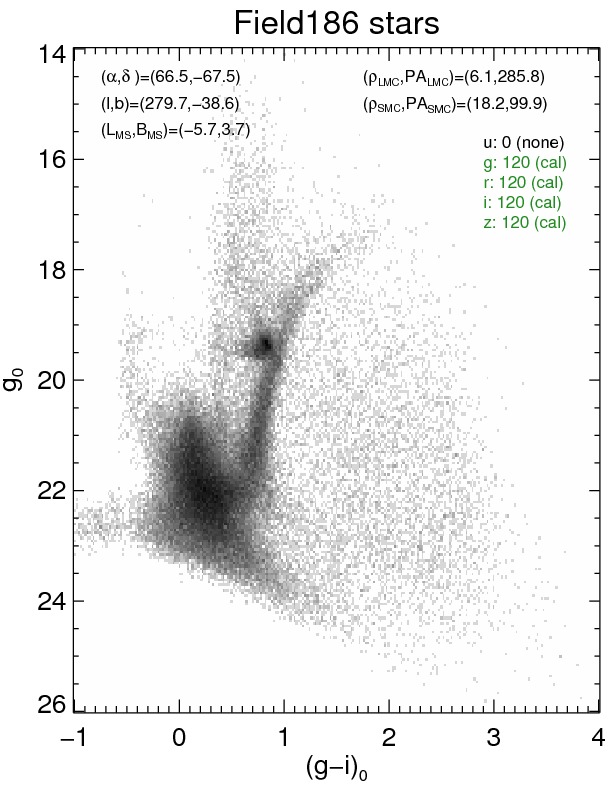 Field186 stars
(α,δ )=(66.5,−67.5)
(ρLMC,PALMC)=(6.1,285.8)
(l,b)=(279.7,−38.6)
(ρSMC,PASMC)=(18.2,99.9)
(LMS,BMS)=(−5.7,3.7)
u: 0 (none)
g: 120 (cal)
r: 120 (cal)
i: 120 (cal)
z: 120 (cal)
14
16
18
20
22
24
26
g0
−1 0 1 2 3 4
(g−i)0